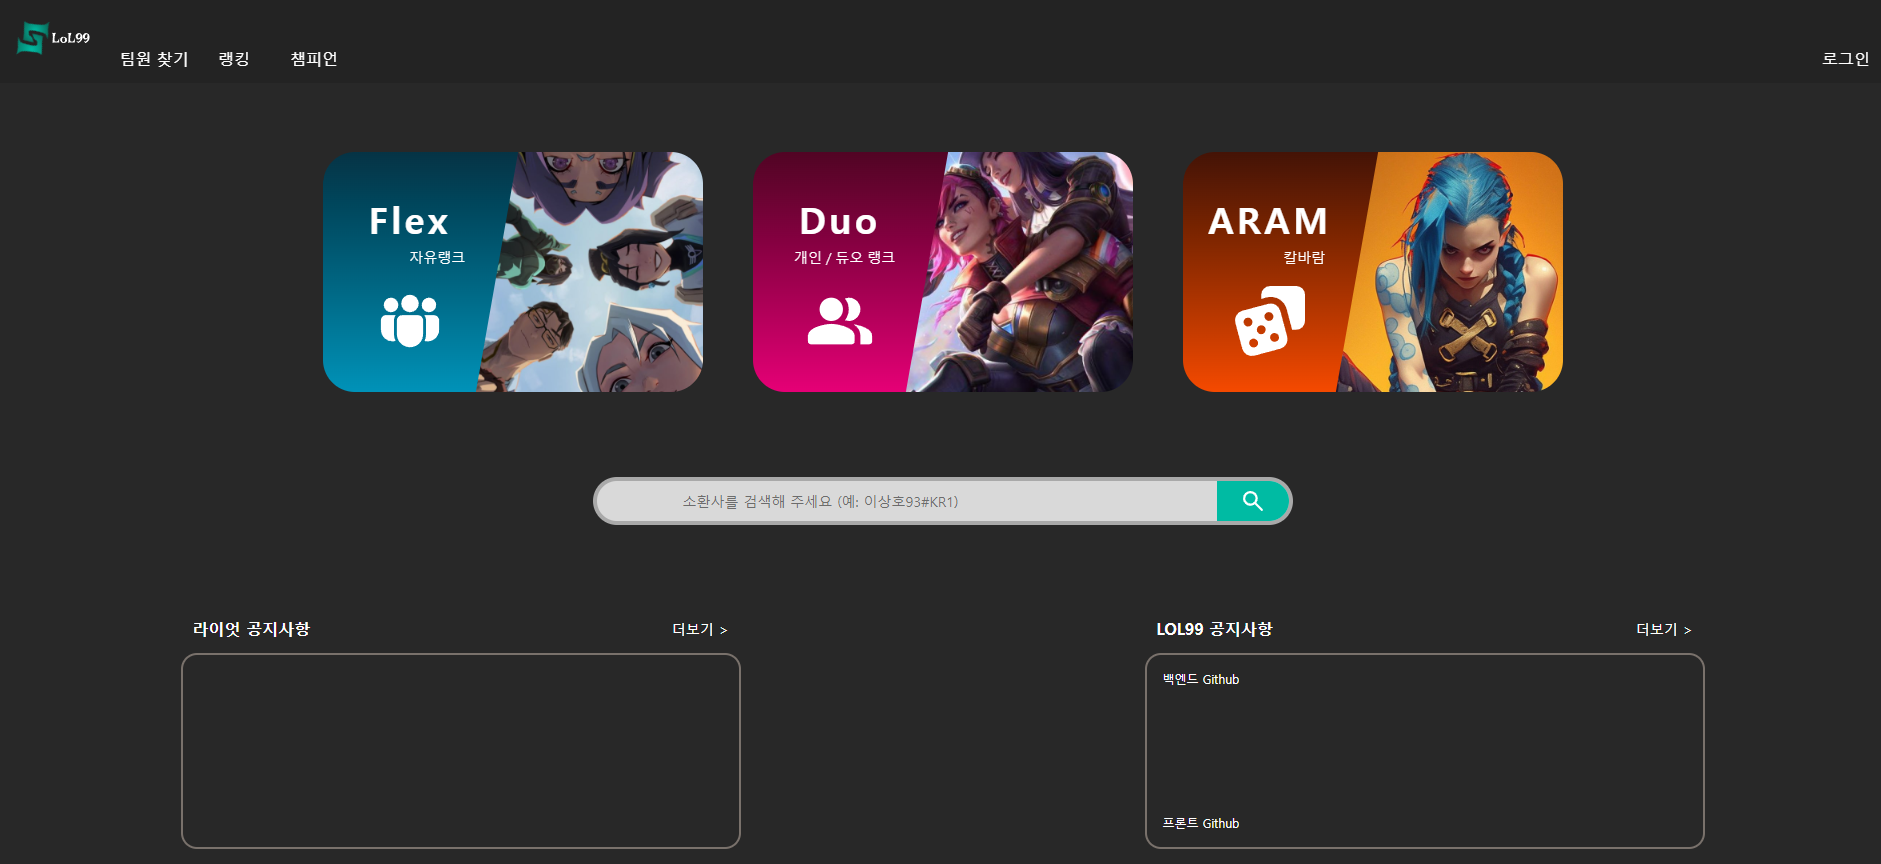 LoL99
팀원 찾기 랭킹 챔피언 로그인
Flex
자유랭크
Duo
개인 / 듀오 랭크
ARAM
칼바람
소환사를 검색해 주세요 (예: 이상호93#KR1)
라이엇 공지사항 더보기 >
LOL99 공지사항 더보기 >
백엔드 Github
프론트 Github